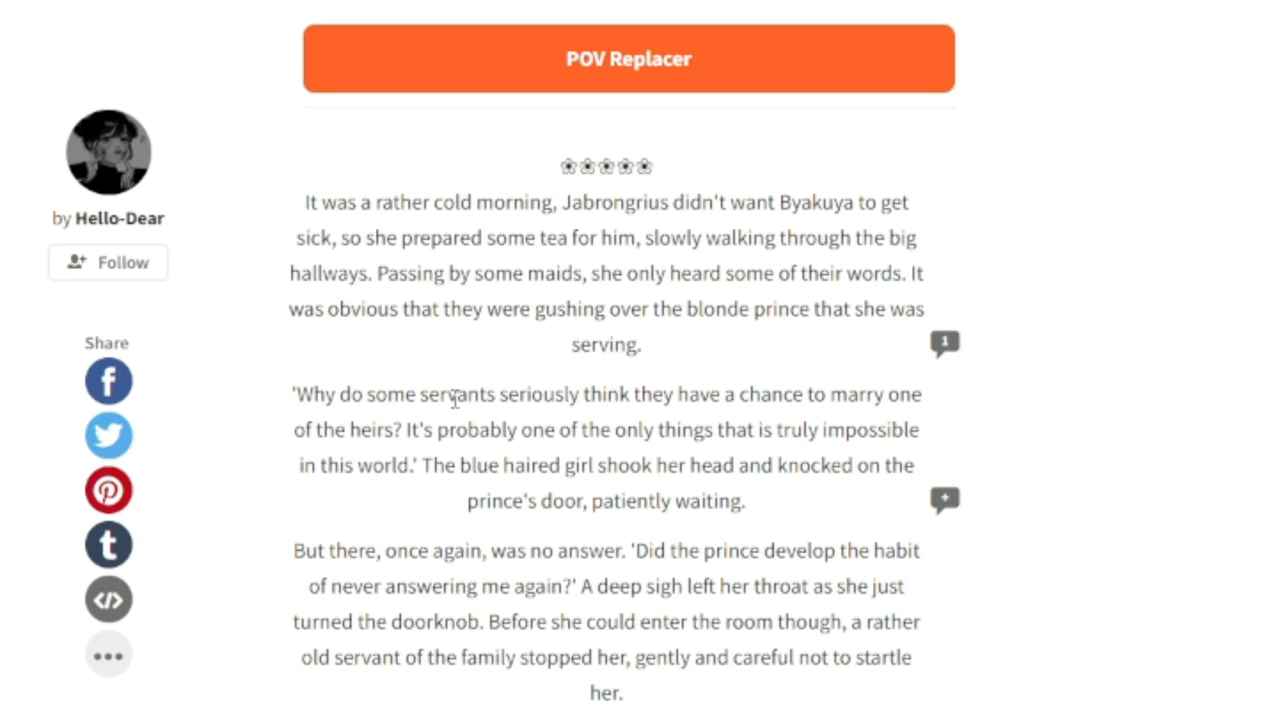 POV Replacer
❀❀❀❀❀
by Hello-Dear
Follow
Share
It was a rather cold morning, Jabrongrius didn't want Byakuya to get
sick, so she prepared some tea for him, slowly walking through the big
hallways. Passing by some maids, she only heard some of their words. It
was obvious that they were gushing over the blonde prince that she was
serving.
1
'Why do some servants seriously think they have a chance to marry one
of the heirs? It's probably one of the only things that is truly impossible
in this world.' The blue haired girl shook her head and knocked on the
prince's door, patiently waiting.
+
But there, once again, was no answer. 'Did the prince develop the habit
of never answering me again?' A deep sigh left her throat as she just
turned the doorknob. Before she could enter the room though, a rather
old servant of the family stopped her, gently and careful not to startle
her.